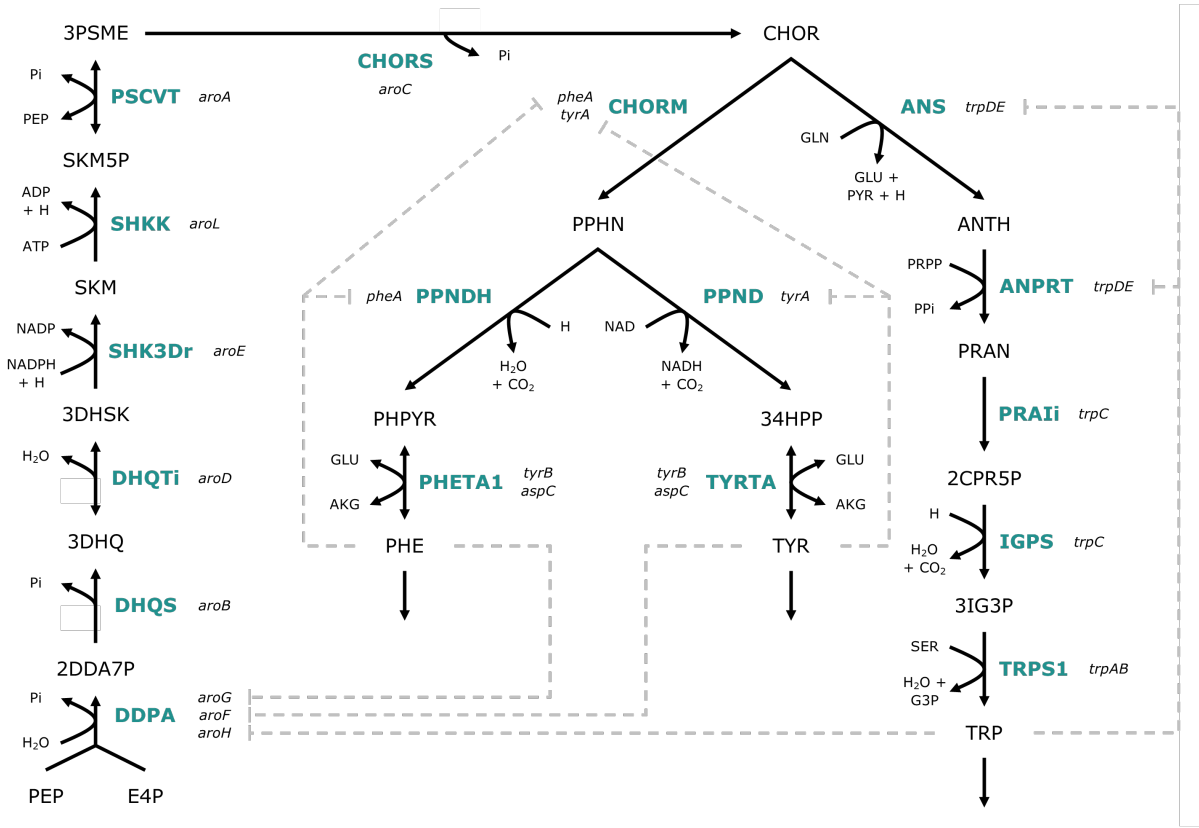 3PSME
CHOR
Pi
CHORS
aroC
Pi
PSCVT
aroA
PEP
pheA
tyrA
CHORM
ANS
trpDE
GLN
GLU +
PYR + H
SKM5P
ADP
+ H
SHKK
aroL
ATP
PPHN
ANTH
SKM
PRPP
ANPRT
trpDE
PPi
pheA
PPNDH
PPND
tyrA
H
NAD
H₂O
+ CO₂
NADH
+ CO₂
NADP
SHK3Dr
aroE
NADPH
+ H
PRAN
3DHSK
PHPYR
34HPP
PRAIi
trpC
H₂O
DHQTi
aroD
GLU
PHETA1
tyrB
aspC
AKG
tyrB
aspC
TYRTA
GLU
AKG
2CPR5P
H
IGPS
trpC
H₂O
+ CO₂
3DHQ
PHE
TYR
Pi
DHQS
aroB
3IG3P
SER
TRPS1
trpAB
H₂O +
G3P
2DDA7P
Pi
DDPA
aroG
aroF
aroH
H₂O
TRP
PEP
E4P